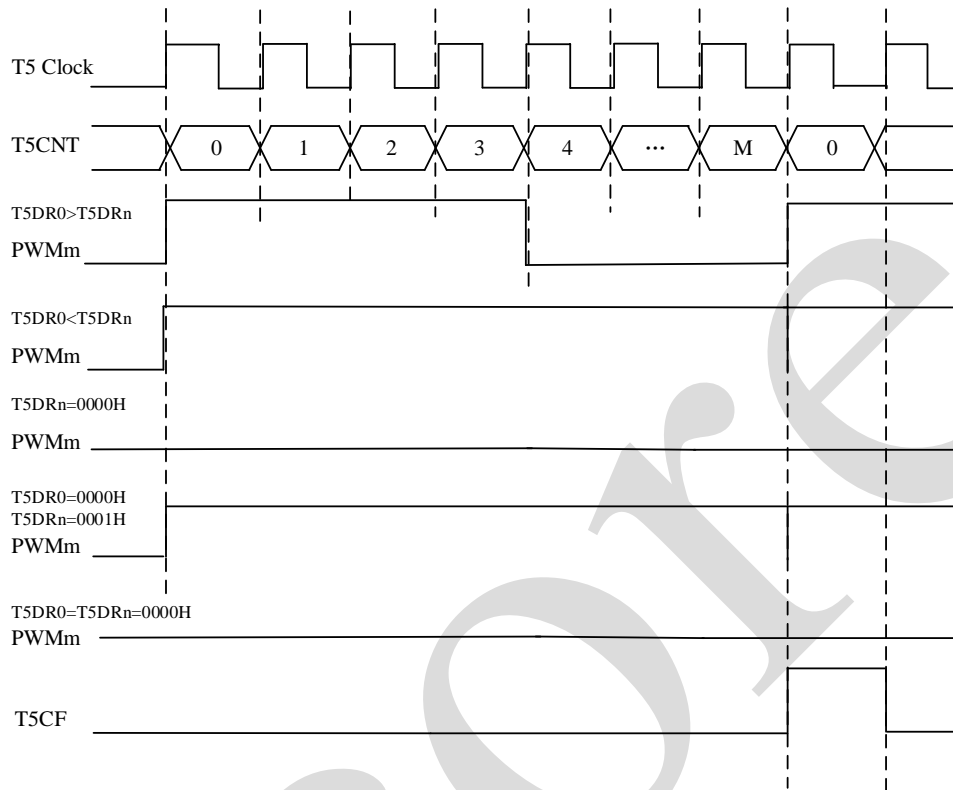 T5 Clock
T5CNT 0 1 2 3 4 ... M 0
T5DR0>T5DRn
PWMm
T5DR0<T5DRn
PWMm
T5DRn=0000H
PWMm
T5DR0=0000H
T5DRn=0001H
PWMm
T5DR0=T5DRn=0000H
PWMm
T5CF
ore